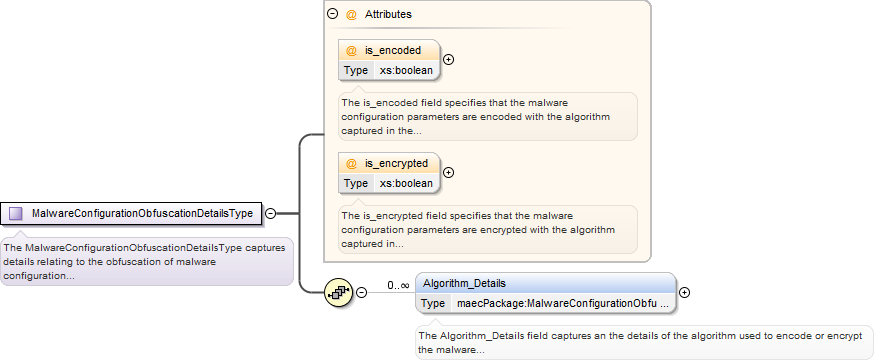 @ Attributes
@ is_encoded
Type xs:boolean
The is_encoded field specifies that the malware
configuration parameters are encoded with the algorithm
captured in the...
@ is_encrypted
Type xs:boolean
The is_encrypted field specifies that the malware
configuration parameters are encrypted with the algorithm
captured in...
MalwareConfigurationObfuscationDetailsType
The MalwareConfigurationObfuscationDetailsType captures
details relating to the obfuscation of malware
configuration...
0..∞
Algorithm_Details
Type maecPackage:MalwareConfigurationObfu ...
The Algorithm_Details field captures an the details of the algorithm used to encode or encrypt
the malware...